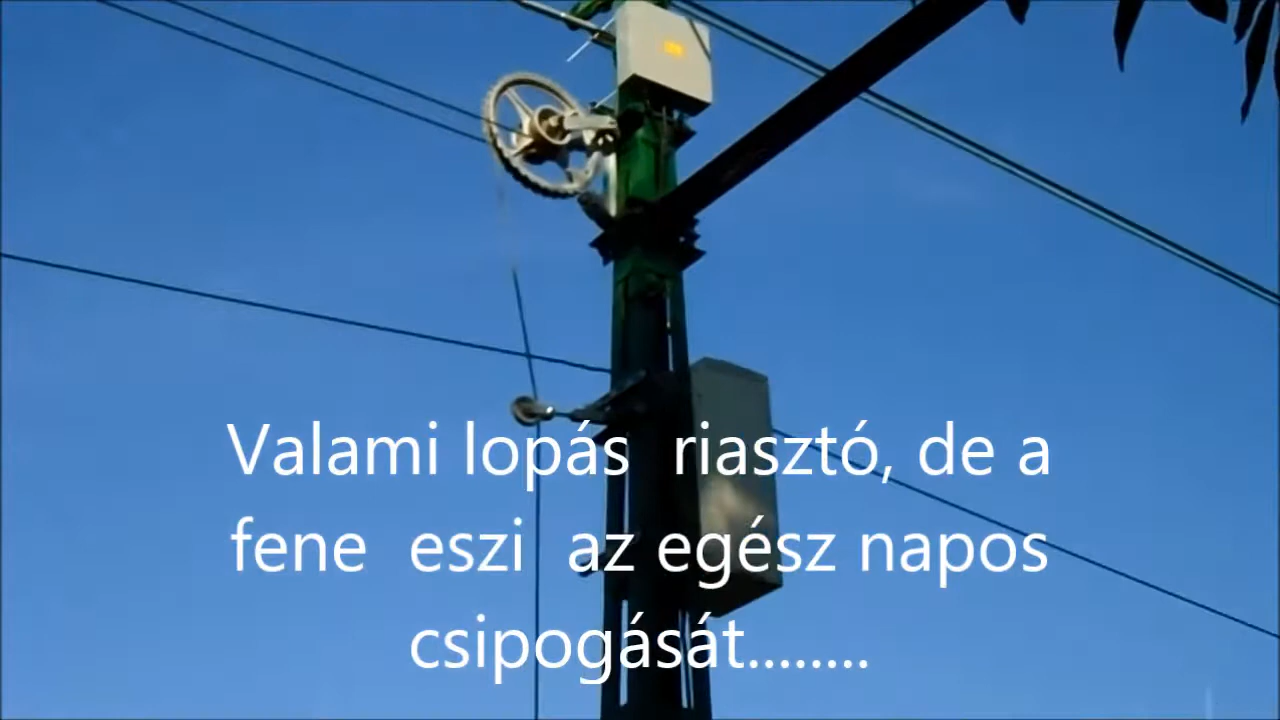 Valami lopás  riasztó, de a
fene  eszi  az egész napos
csipogását........